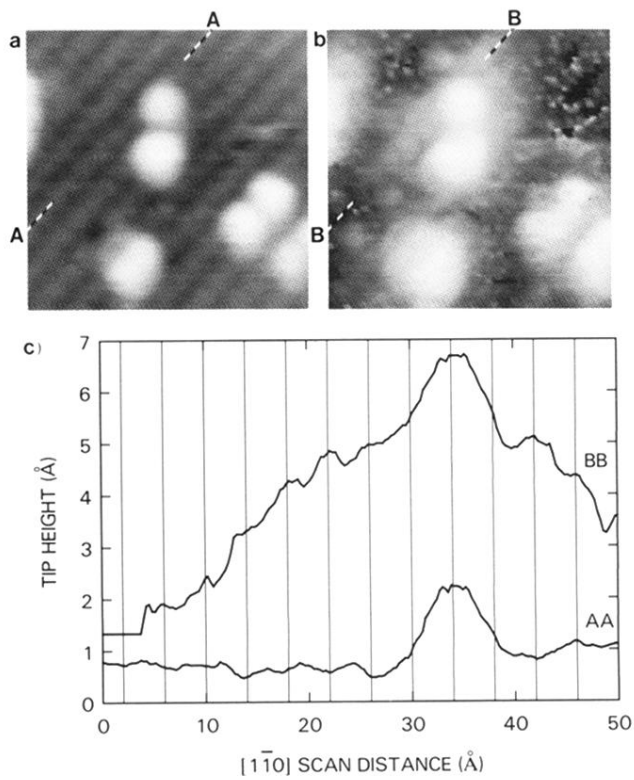 A
B
a
b
A
B
c)
7
6
5
4
3
2
1
0
TIP HEIGHT (Å)
BB
AA
0 10 20 30 40 50
[11̄0] SCAN DISTANCE (Å)